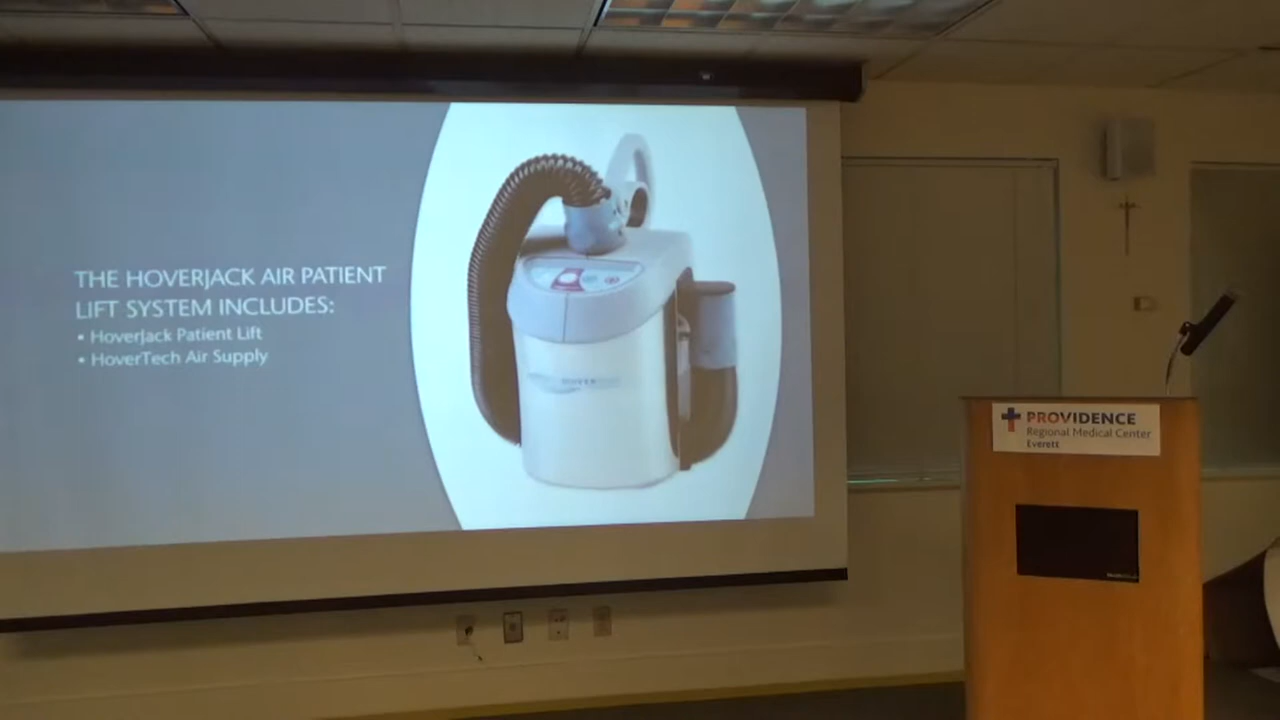 THE HOVERJACK AIR PATIENT
LIFT SYSTEM INCLUDES:
• HoverJack Patient Lift
• HoverTech Air Supply
PROVIDENCE
Regional Medical Center
Everett